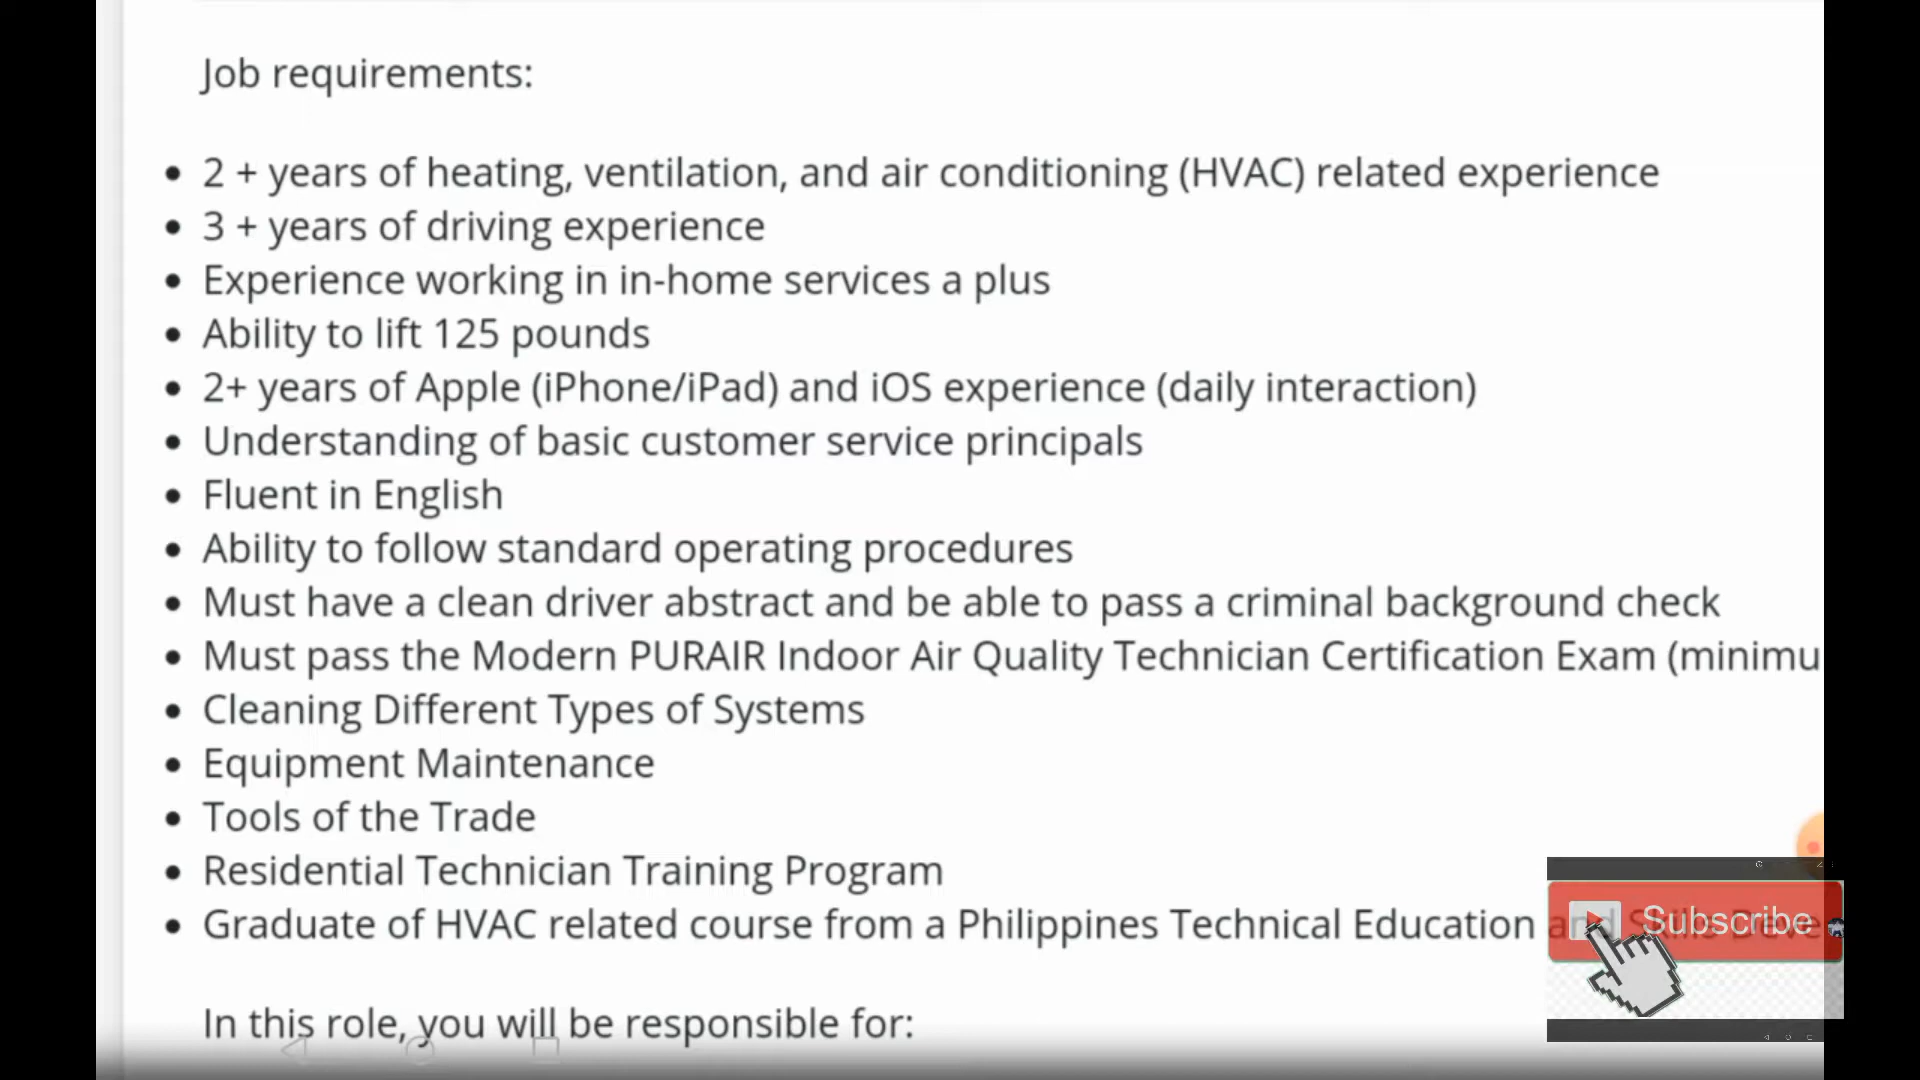 Job requirements:
• 2 + years of heating, ventilation, and air conditioning (HVAC) related experience
• 3 + years of driving experience
• Experience working in in-home services a plus
• Ability to lift 125 pounds
• 2+ years of Apple (iPhone/iPad) and iOS experience (daily interaction)
• Understanding of basic customer service principals
• Fluent in English
• Ability to follow standard operating procedures
• Must have a clean driver abstract and be able to pass a criminal background check
• Must pass the Modern PURAIR Indoor Air Quality Technician Certification Exam (minimu
• Cleaning Different Types of Systems
• Equipment Maintenance
• Tools of the Trade
• Residential Technician Training Program
• Graduate of HVAC related course from a Philippines Technical Education and Skills Deve
Subscribe
In this role, you will be responsible for: